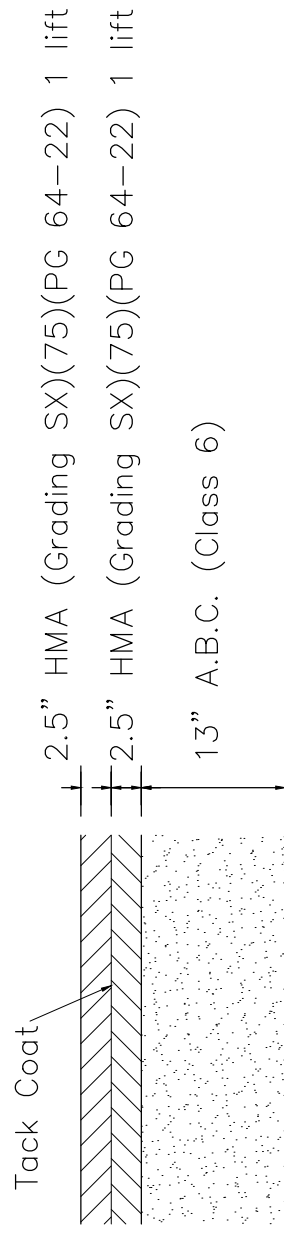 Tack Coat
2.5” HMA (Grading SX)(75)(PG 64–22) 1 lift
2.5” HMA (Grading SX)(75)(PG 64–22) 1 lift
13” A.B.C. (Class 6)